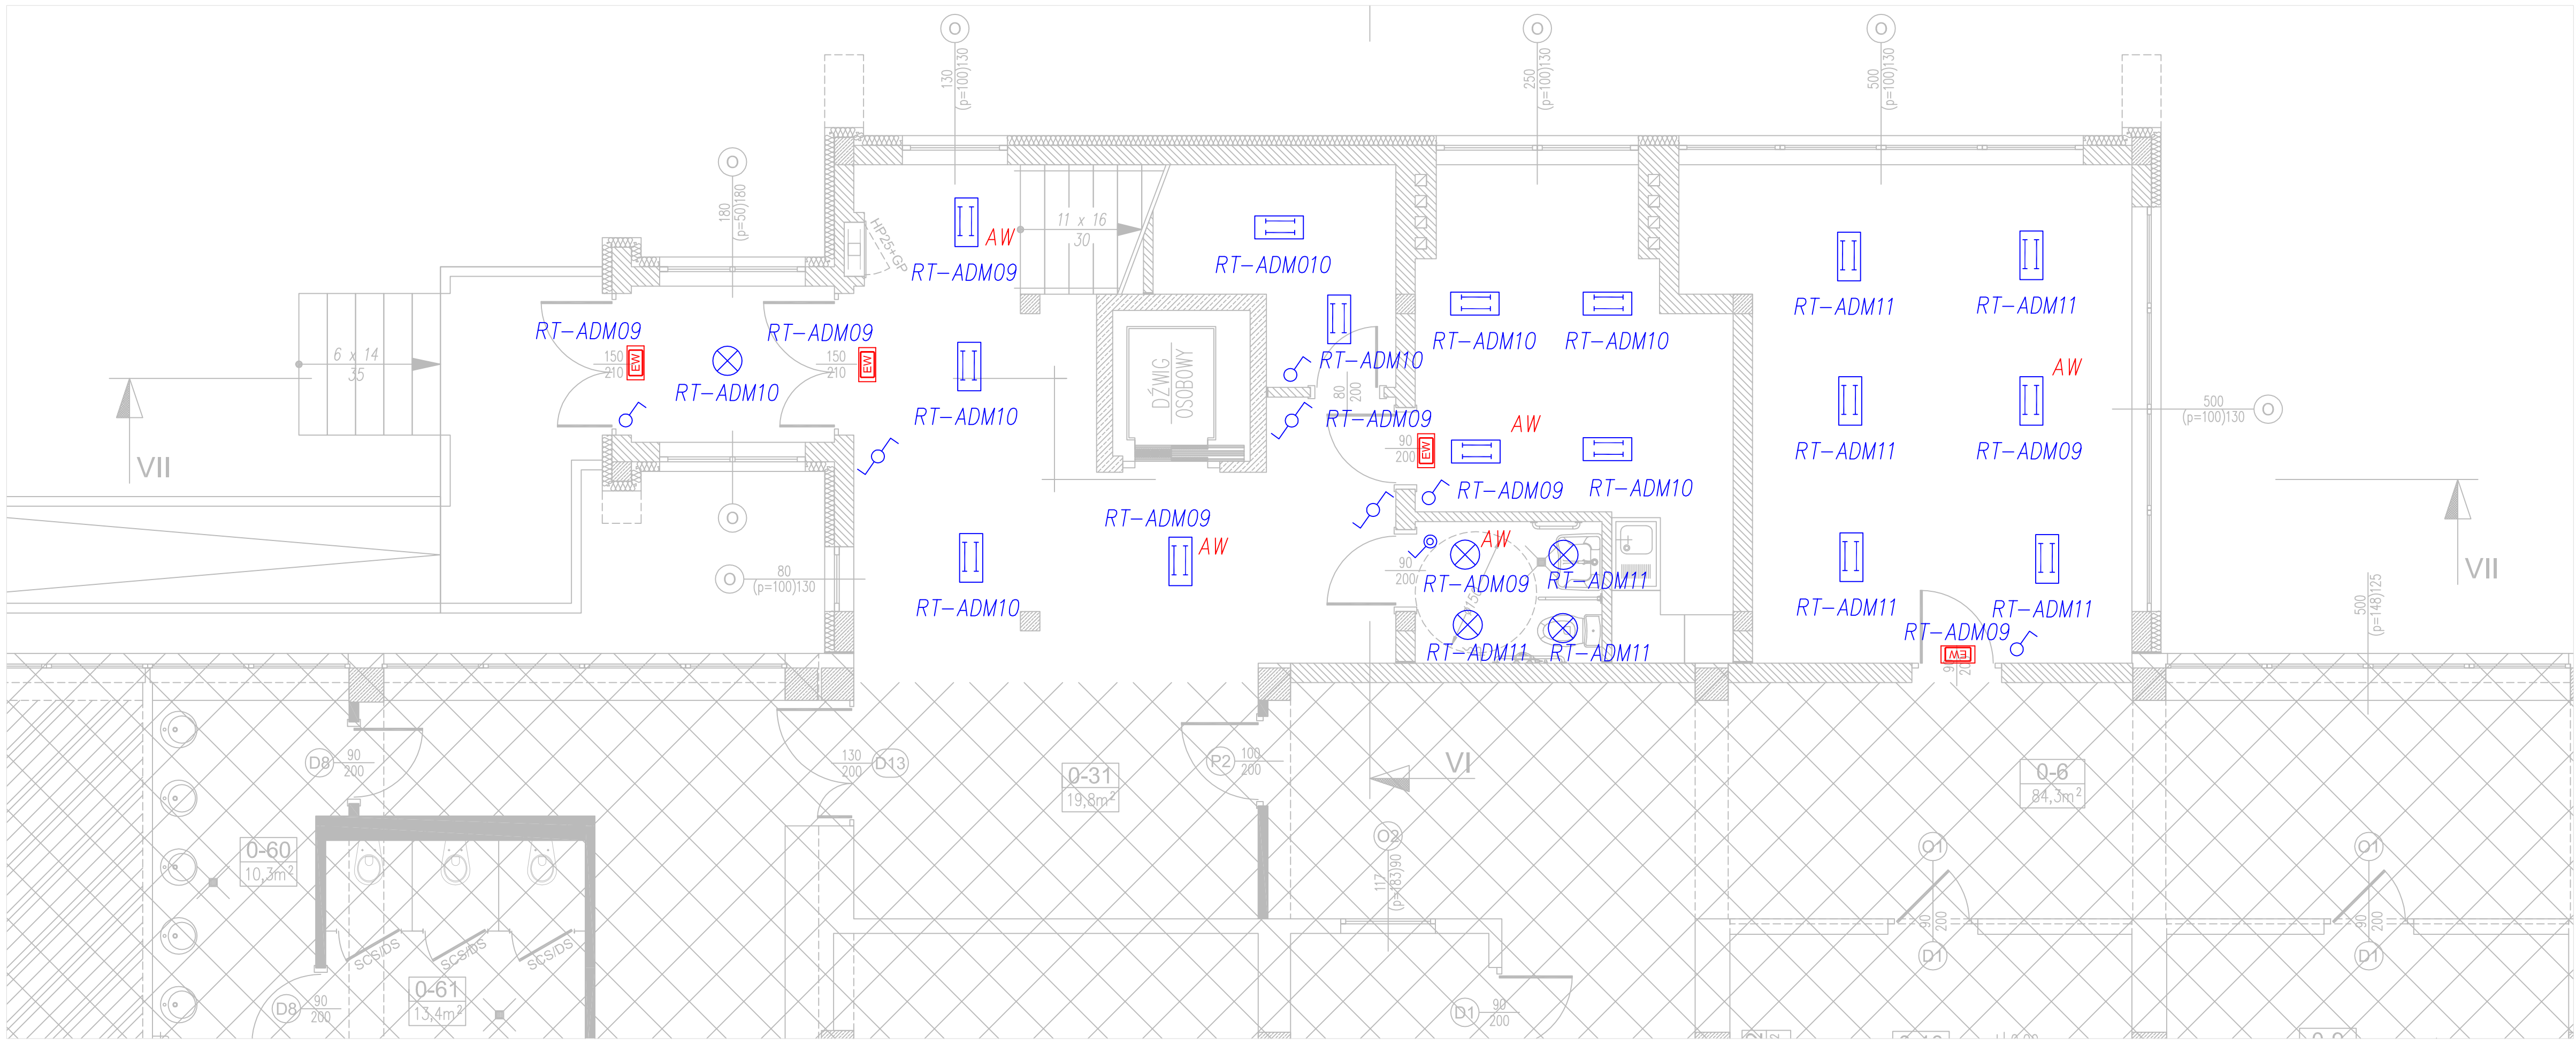 O
130
(p=100)130
O
250
(p=100)130
O
500
(p=100)130
O
180
(p=50)180
HP25+GP
11 x 16
30
AW
RT-ADM09
RT-ADM010
RT-ADM11
RT-ADM11
RT-ADM09
150
210
EW
RT-ADM10
RT-ADM09
150
210
EW
6 x 14
35
RT-ADM10
DŹWIG
OSOBOWY
RT-ADM10
80
200
RT-ADM09
RT-ADM10
RT-ADM10
AW
AW
500
(p=100)130
O
90
200
EW
RT-ADM11
RT-ADM09
VII
RT-ADM09
RT-ADM10
O
RT-ADM09
AW
AW
VII
O
80
(p=100)130
RT-ADM10
90
200
RT-ADM09
RT-ADM11
RT-ADM11
RT-ADM11
RT-ADM11
RT-ADM11
RT-ADM09
EW
500
(p=148)125
D8
90
200
130
200
D13
0-31
19,8m²
P2
100
200
VI
0-6
84,3m²
0-60
10,3m²
O2
117
(p=183)90
O1
90
200
D1
O1
90
200
D1
SCS/DS
SCS/DS
SCS/DS
0-61
13,4m²
D8
90
200
D1
90
200